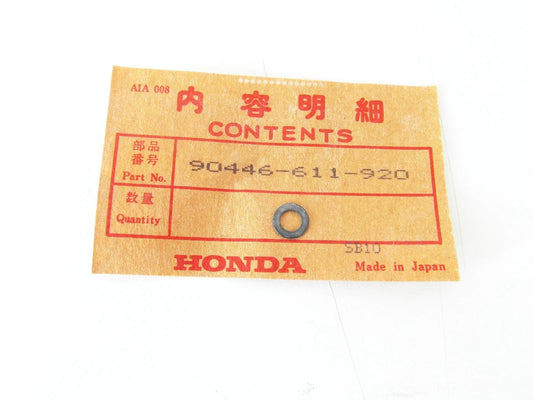 AIA 008
内容明細
CONTENTS
部品
番号
Part No.
90446-611-920
数量
Quantity
SB10
HONDA
Made in Japan